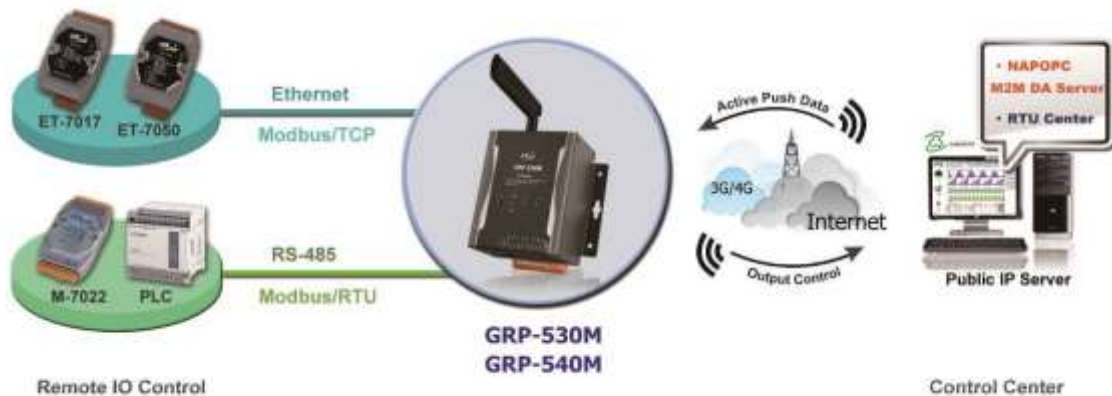 ET-7017
ET-7050
Ethernet
Modbus/TCP
M-7022
PLC
RS-485
Modbus/RTU
GRP-530M
GRP-540M
Remote IO Control
Active Push Data
3G/4G
Internet
Output Control
• NAPOPC
M2M DA Server
• RTU Center
Public IP Server
Control Center